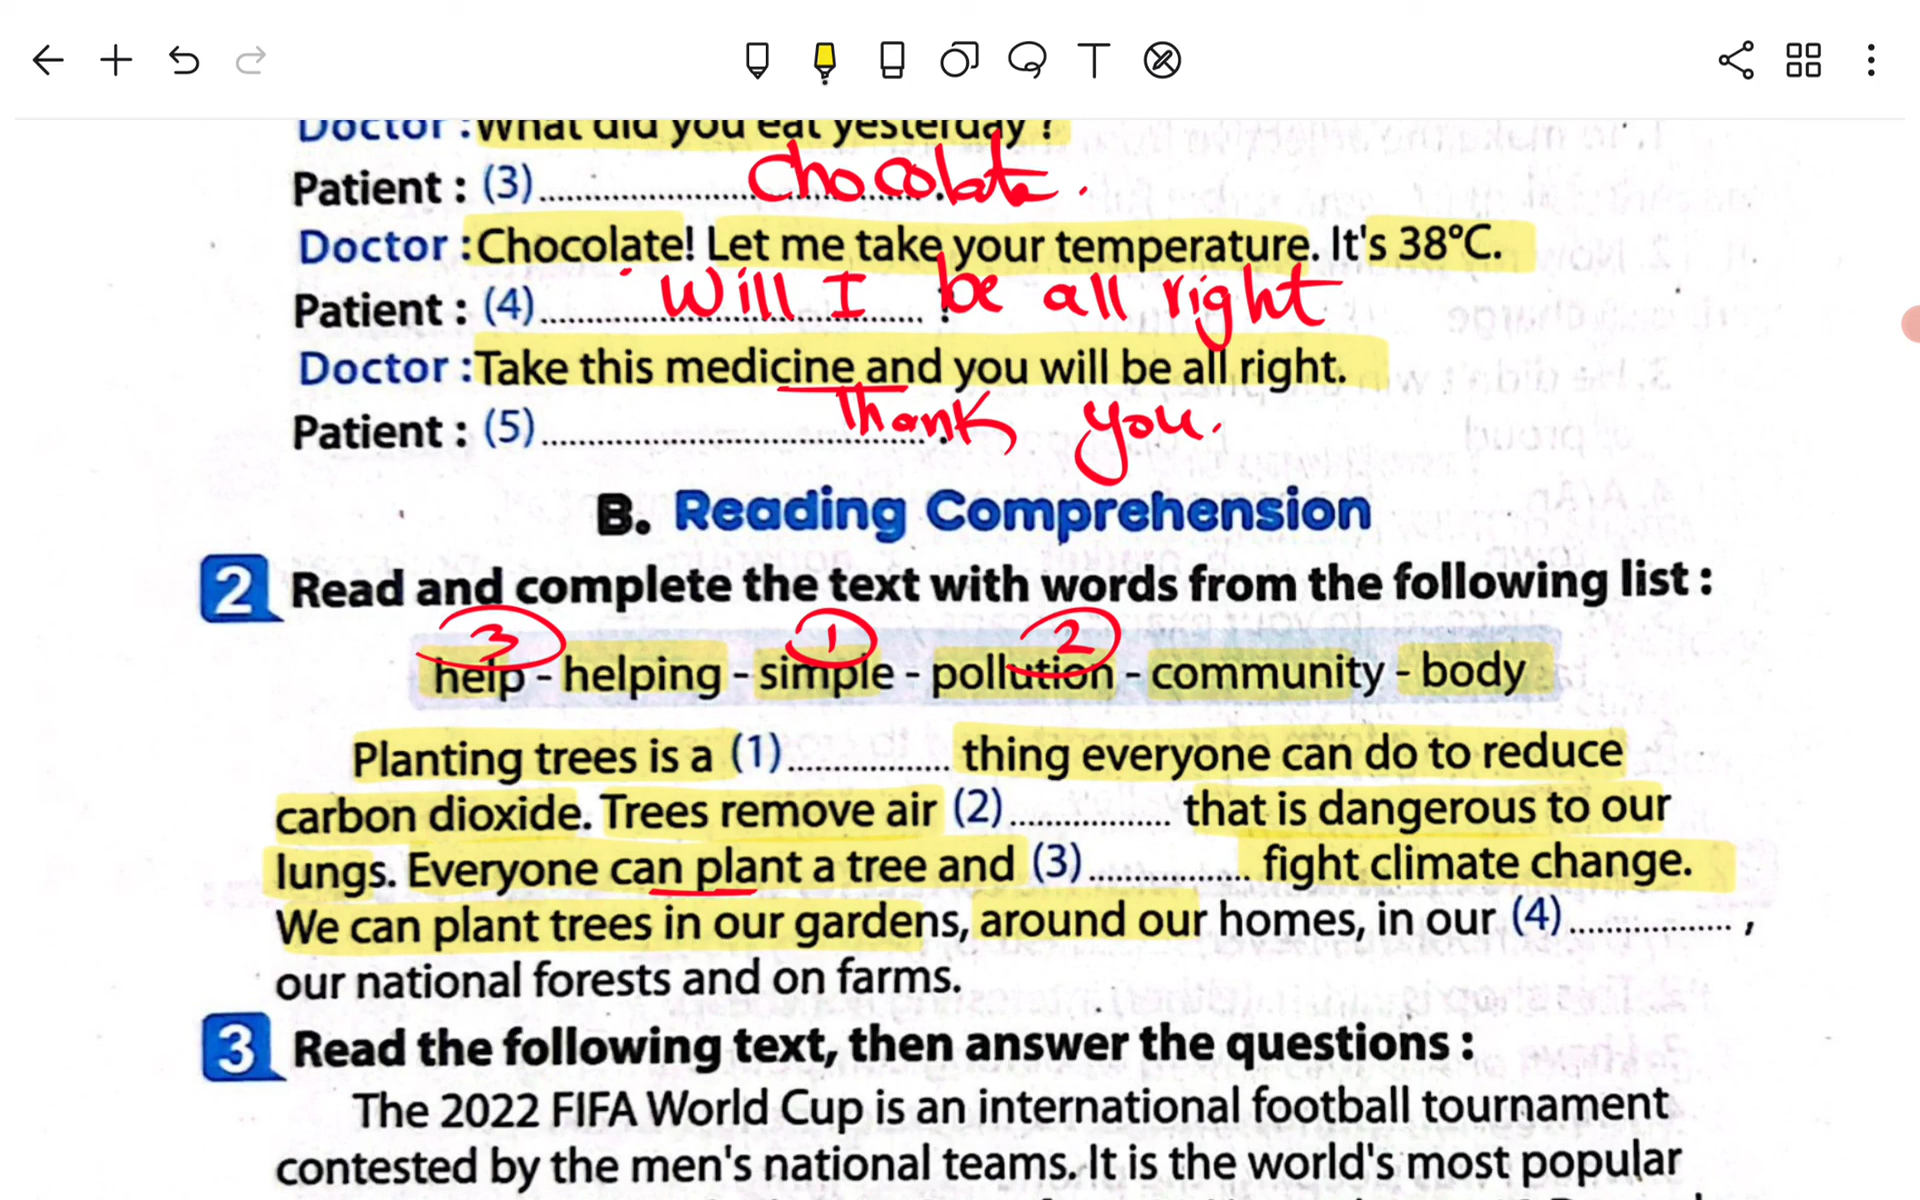 Doctor : What did you eat yesterday ?
Patient : (3) chocolate.
Doctor : Chocolate! Let me take your temperature. It's 38°C.
Patient : (4) Will I be all right ?
Doctor : Take this medicine and you will be all right.
Patient : (5) Thank you.
B. Reading Comprehension
2 Read and complete the text with words from the following list :
3 1 2
help - helping - simple - pollution - community - body
Planting trees is a (1) ................ thing everyone can do to reduce
carbon dioxide. Trees remove air (2) ................ that is dangerous to our
lungs. Everyone can plant a tree and (3) ................ fight climate change.
We can plant trees in our gardens, around our homes, in our (4) ................ ,
our national forests and on farms.
3 Read the following text, then answer the questions :
The 2022 FIFA World Cup is an international football tournament
contested by the men's national teams. It is the world's most popular